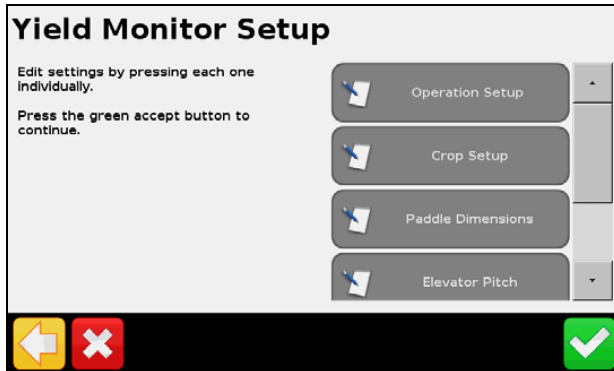 Yield Monitor Setup
Edit settings by pressing each one
individually.
Press the green accept button to
continue.
Operation Setup
Crop Setup
Paddle Dimensions
Elevator Pitch